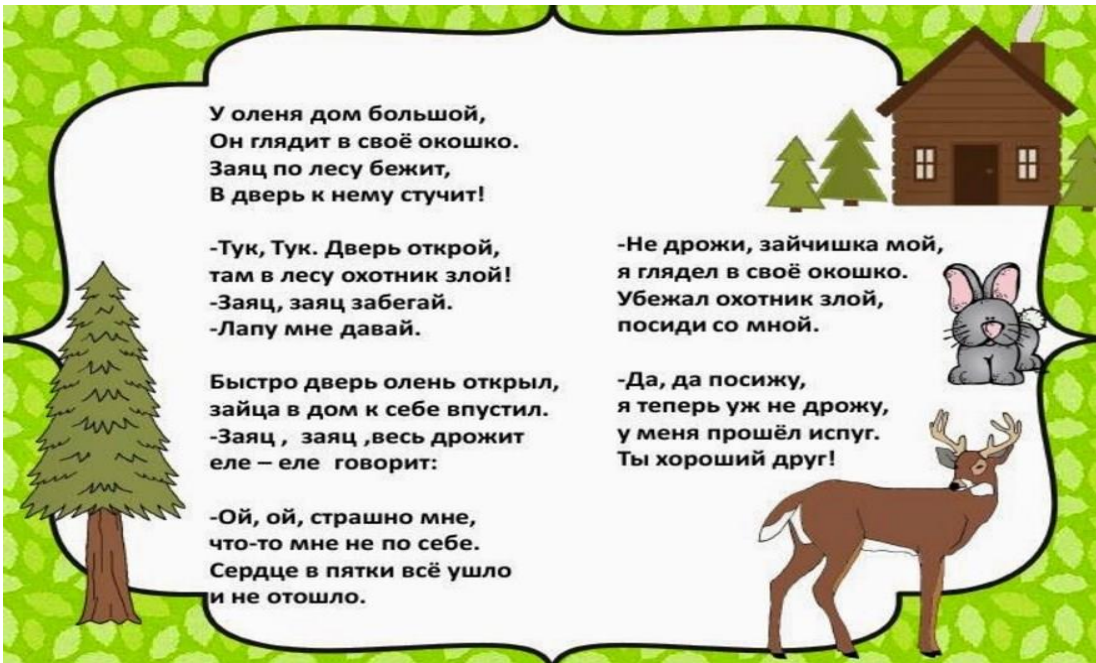 У оленя дом большой,
Он глядит в своё окошко.
Заяц по лесу бежит,
В дверь к нему стучит!
-Тук, Тук. Дверь открой,
там в лесу охотник злой!
-Заяц, заяц забегай.
-Лапу мне давай.
Быстро дверь олень открыл,
зайца в дом к себе впустил.
-Заяц , заяц ,весь дрожит
еле – еле говорит:
-Ой, ой, страшно мне,
что-то мне не по себе.
Сердце в пятки всё ушло
и не отошло.
-Не дрожи, зайчишка мой,
я глядел в своё окошко.
Убежал охотник злой,
посиди со мной.
-Да, да посижу,
я теперь уж не дрожу,
у меня прошёл испуг.
Ты хороший друг!